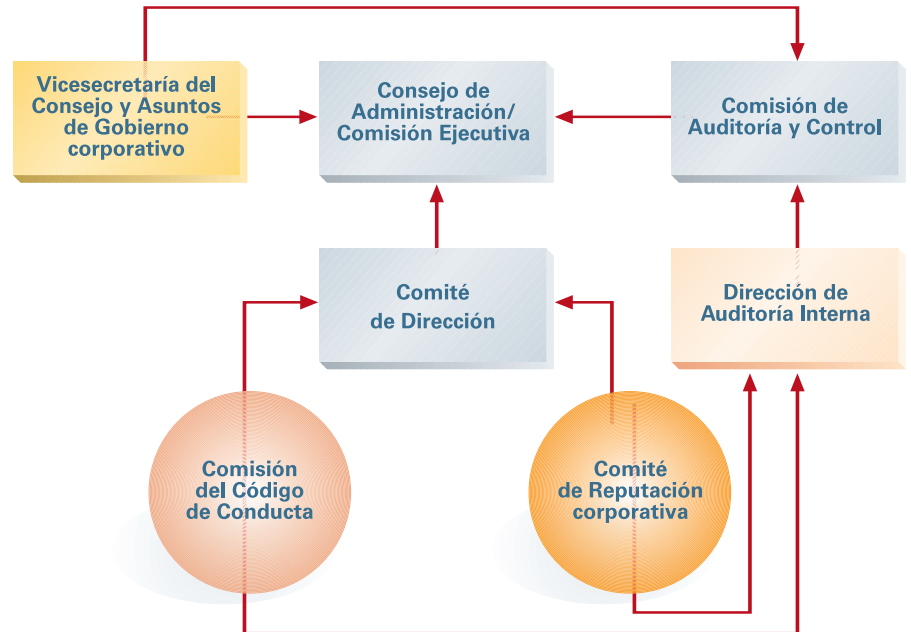 Vicesecretaría del
Consejo y Asuntos
de Gobierno
corporativo
Consejo de
Administración/
Comisión Ejecutiva
Comisión de
Auditoría y Control
Comité
de Dirección
Dirección de
Auditoría Interna
Comisión
del Código
de Conducta
Comité
de Reputación
corporativa